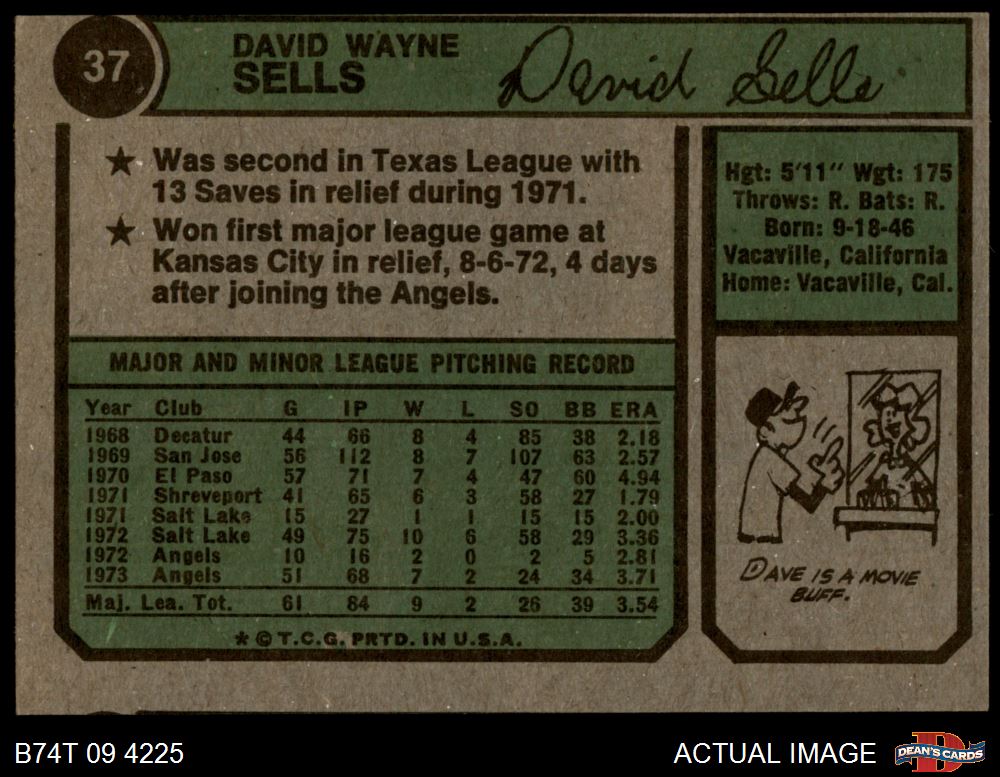 37
DAVID WAYNE
SELLS
David Sells
★ Was second in Texas League with
13 Saves in relief during 1971.
★ Won first major league game at
Kansas City in relief, 8-6-72, 4 days
after joining the Angels.
Hgt: 5'11" Wgt: 175
Throws: R. Bats: R.
Born: 9-18-46
Vacaville, California
Home: Vacaville, Cal.
MAJOR AND MINOR LEAGUE PITCHING RECORD
Year Club G IP W L SO BB ERA
1968 Decatur 44 66 8 4 85 38 2.18
1969 San Jose 56 112 8 7 107 63 2.57
1970 El Paso 57 71 7 4 47 60 4.94
1971 Shreveport 41 65 6 3 58 27 1.79
1971 Salt Lake 15 27 1 1 15 15 2.00
1972 Salt Lake 49 75 10 6 58 29 3.36
1972 Angels 10 16 2 0 2 5 2.81
1973 Angels 51 68 7 2 24 34 3.71
Maj. Lea. Tot. 61 84 9 2 26 39 3.54
* © T.C.G. PRTD. IN U.S.A.
DAVE IS A MOVIE
BUFF.
B74T 09 4225
ACTUAL IMAGE
D
DEAN'S CARDS